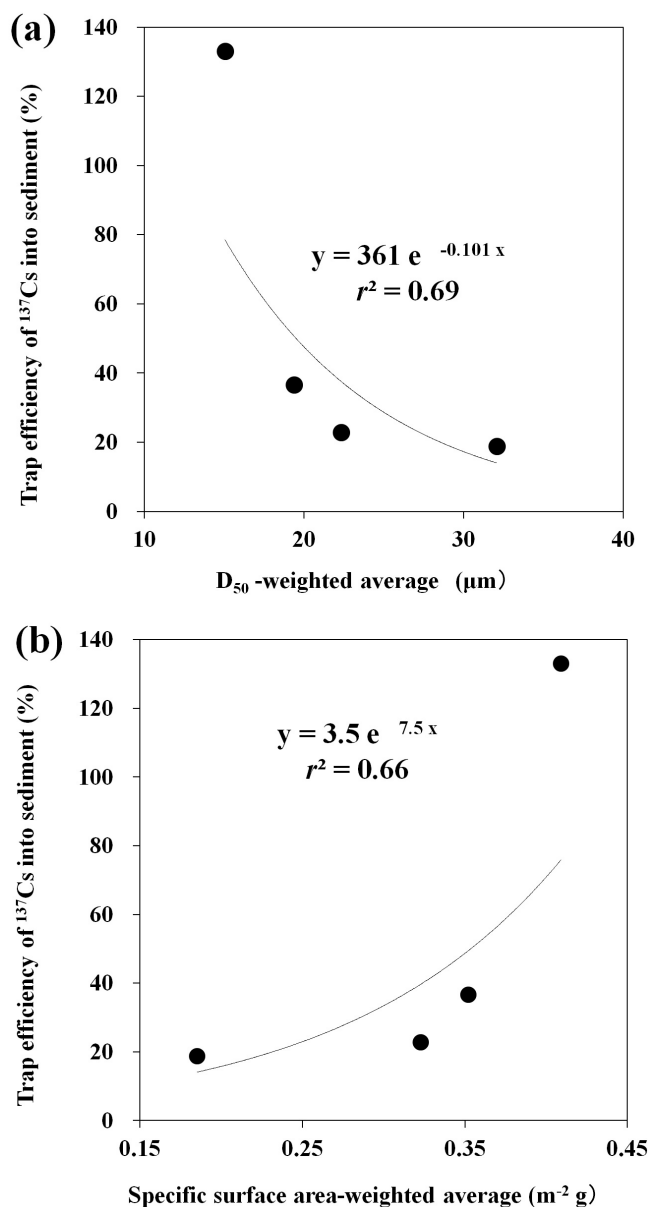 (a)
Trap efficiency of ¹³⁷Cs into sediment (%)
140
120
100
80
60
40
20
0
y = 361 e ⁻⁰·¹⁰¹ ˣ
r² = 0.69
10 20 30 40
D₅₀ -weighted average (μm）
(b)
Trap efficiency of ¹³⁷Cs into sediment (%)
140
120
100
80
60
40
20
0
y = 3.5 e ⁷·⁵ ˣ
r² = 0.66
0.15 0.25 0.35 0.45
Specific surface area-weighted average (m⁻² g)